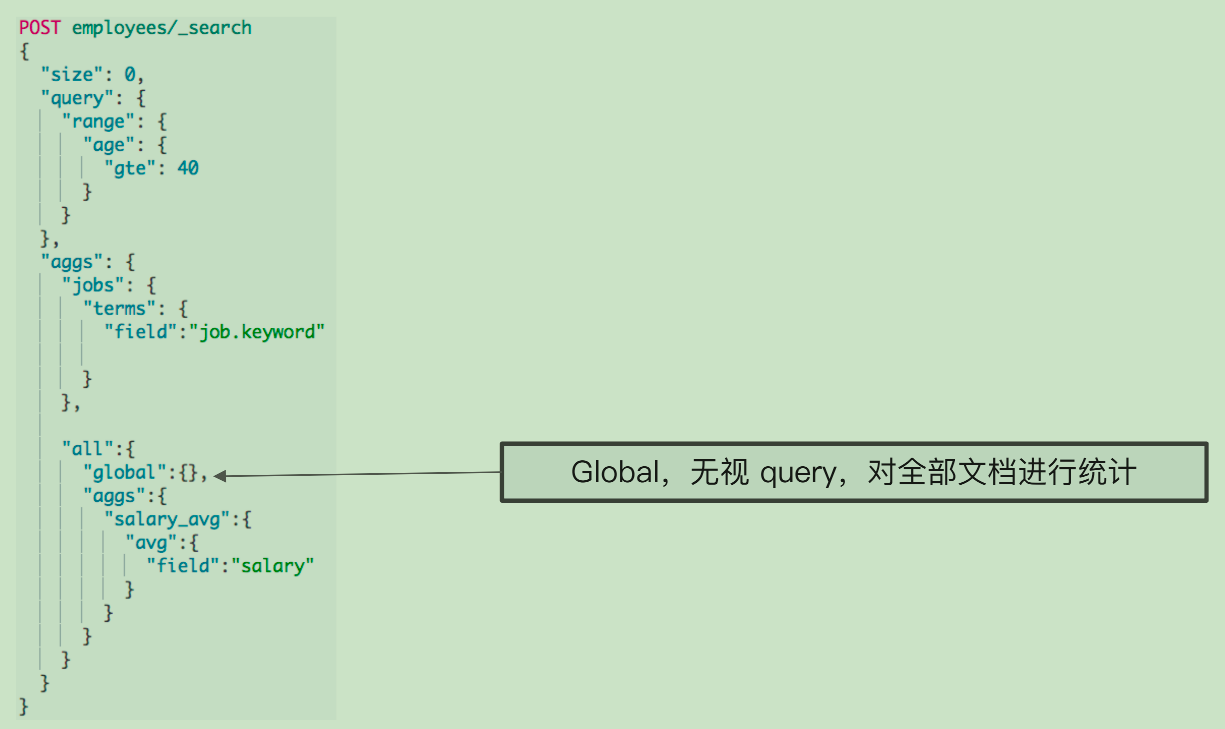 POST employees/_search
{
  "size": 0,
  "query": {
    "range": {
      "age": {
        "gte": 40
      }
    }
  },
  "aggs": {
    "jobs": {
      "terms": {
        "field":"job.keyword"

      }
    },

    "all":{
      "global":{},
      "aggs":{
        "salary_avg":{
          "avg":{
            "field":"salary"
          }
        }
      }
    }
  }
}
Global，无视 query，对全部文档进行统计